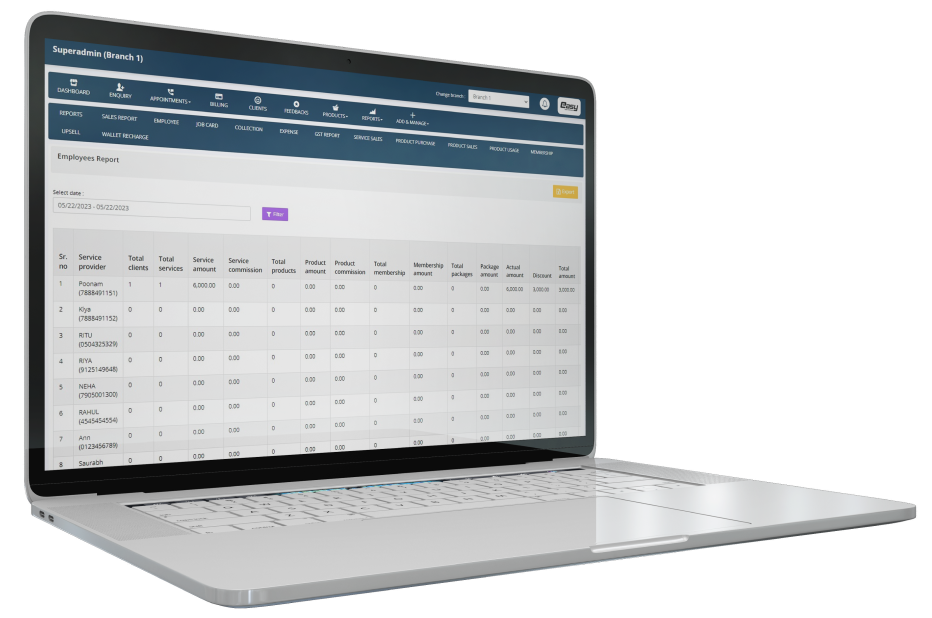 Superadmin (Branch 1)
Change branch : Branch 1
easy
DASHBOARD ENQUIRY APPOINTMENTS BILLING CLIENTS FEEDBACKS PRODUCTS REPORTS ADD & MANAGE
REPORTS SALES REPORT EMPLOYEE JOB CARD COLLECTION EXPENSE GST REPORT SERVICE SALES PRODUCT PURCHASE PRODUCT SALES PRODUCT USAGE MEMBERSHIP
UPSELL WALLET RECHARGE
Employees Report
Export
Select date :
05/22/2023 - 05/22/2023 Filter
Sr. no Service provider Total clients Total services Service amount Service commission Total products Product amount Product commission Total membership Membership amount Total packages Package amount Actual amount Discount Total amount
1 Poonam 1 1 6,000.00 0.00 0 0.00 0.00 0 0.00 0 0.00 6,000.00 3,000.00 3,000.00
(7888491151)
2 Kiya 0 0 0.00 0.00 0 0.00 0.00 0 0.00 0 0.00 0.00 0.00 0.00
(7888491152)
3 RITU 0 0 0.00 0.00 0 0.00 0.00 0 0.00 0 0.00 0.00 0.00 0.00
(0504325329)
4 RIYA 0 0 0.00 0.00 0 0.00 0.00 0 0.00 0 0.00 0.00 0.00 0.00
(9125149648)
5 NEHA 0 0 0.00 0.00 0 0.00 0.00 0 0.00 0 0.00 0.00 0.00 0.00
(7905001300)
6 RAHUL 0 0 0.00 0.00 0 0.00 0.00 0 0.00 0 0.00 0.00 0.00 0.00
(4545454554)
7 Ann 0 0 0.00 0.00 0 0.00 0.00 0 0.00 0 0.00 0.00 0.00 0.00
(0123456789)
8 Saurabh 0 0 0.00 0.00 0 0.00 0.00 0 0.00 0 0.00 0.00 0.00 0.00